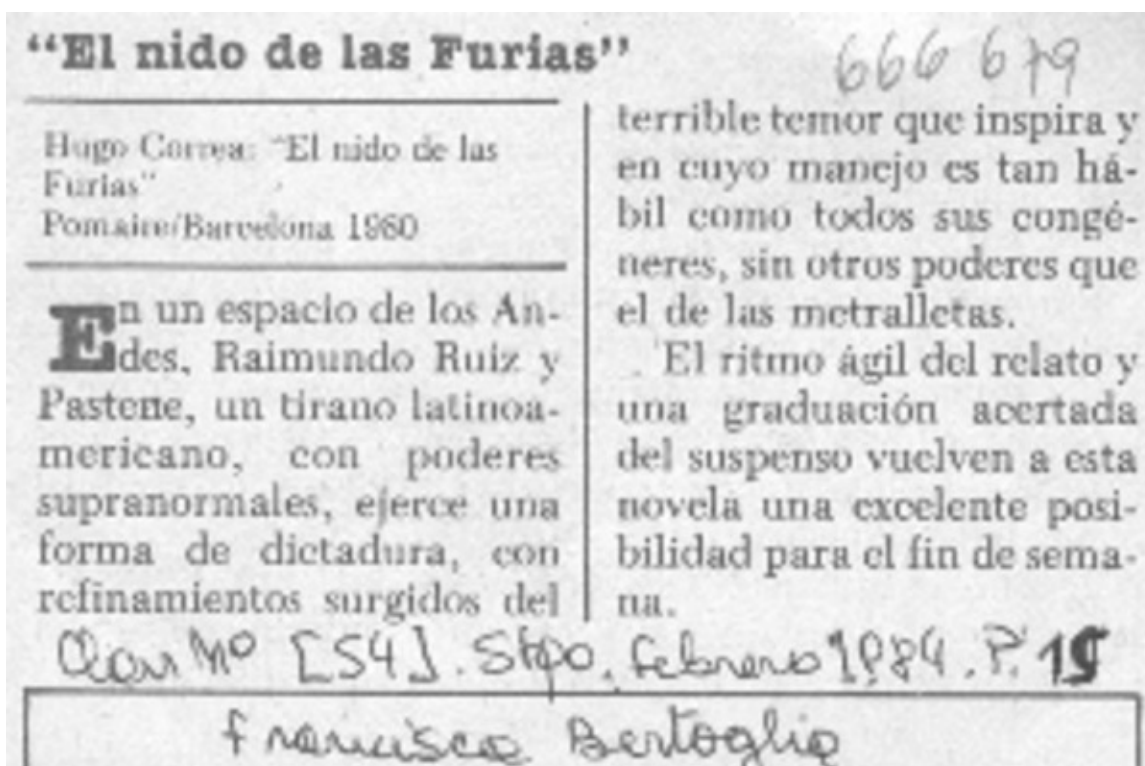 “El nido de las Furias”
666 679
Hugo Correa: “El nido de las
Furias”
Pomaire/Barcelona 1980
En un espacio de los An-
des, Raimundo Ruiz y
Pastene, un tirano latinoa-
mericano, con poderes
supranormales, ejerce una
forma de dictadura, con
refinamientos surgidos del
terrible temor que inspira y
en cuyo manejo es tan há-
bil como todos sus congé-
neres, sin otros poderes que
el de las metralletas.
El ritmo ágil del relato y
una graduación acertada
del suspenso vuelven a esta
novela una excelente posi-
bilidad para el fin de sema-
na.
Nº [54]. Stgo, febrero 1984. P. 19
Francisca Bertoglio